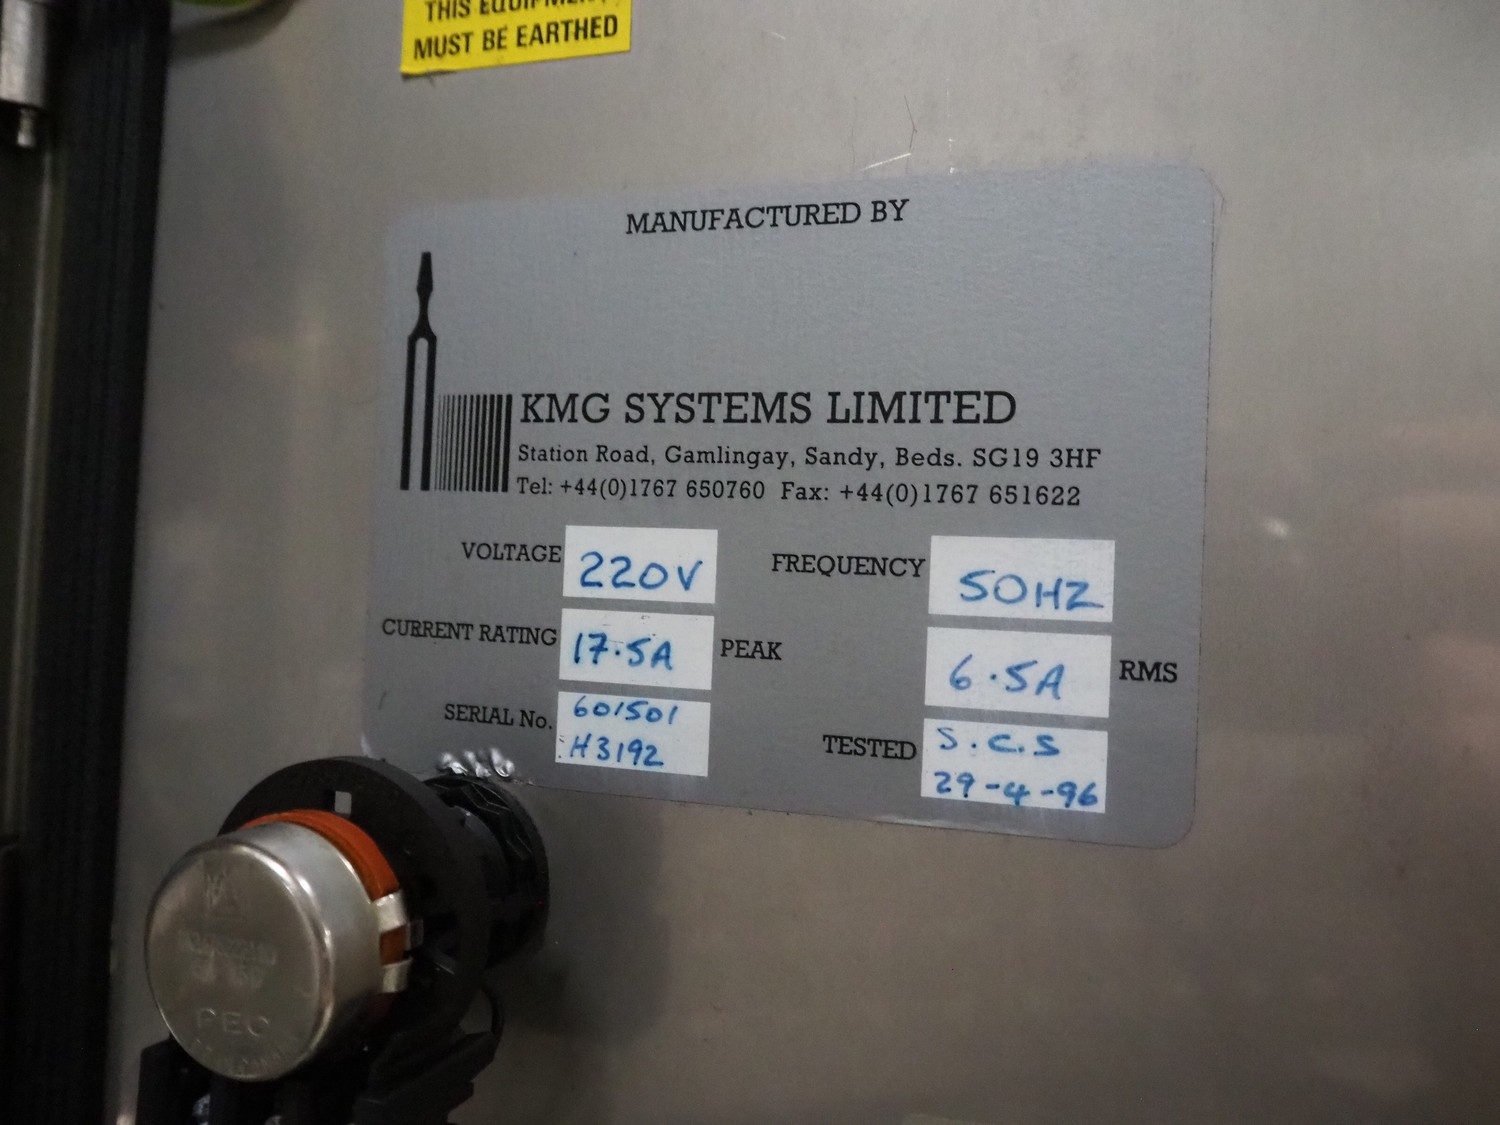 THIS EQUIPMENT
MUST BE EARTHED
MANUFACTURED BY
KMG SYSTEMS LIMITED
Station Road, Gamlingay, Sandy, Beds. SG19 3HF
Tel: +44(0)1767 650760 Fax: +44(0)1767 651622
VOLTAGE 220V FREQUENCY 50HZ
CURRENT RATING 17.5A PEAK 6.5A RMS
SERIAL No. 601501 H3192 TESTED S.C.S 29-4-96
PEC